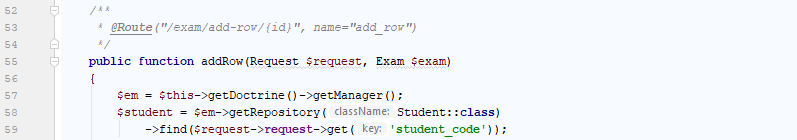 52 /**
53 * @Route("/exam/add-row/{id}", name="add_row")
54 */
55 public function addRow(Request $request, Exam $exam)
56 {
57 $em = $this->getDoctrine()->getManager();
58 $student = $em->getRepository( className: Student::class)
59 ->find($request->request->get( key: 'student_code'));